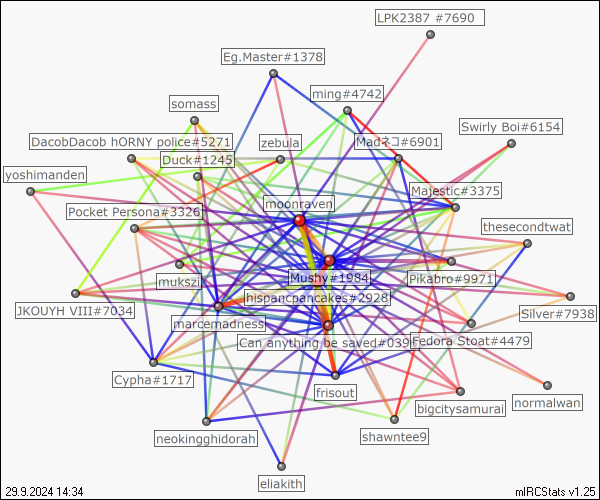 LPK2387 #7690
Eg.Master#1378
ming#4742
somass
Swirly Boi#6154
DacobDacob hORNY police#5271
zebula
Madネコ#6901
Duck#1245
yoshimanden
Majestic#3375
moonraven
Pocket Persona#3326
thesecondtwat
Mushy#1984
Pikabro#9971
mukszi
hispancpancakes#2928
JKOUYH VIII#7034
Silver#7938
marcemadness
Can anything be saved#039
Fedora Stoat#4479
Cypha#1717
frisout
normalwan
bigcitysamurai
neokingghidorah
shawntee9
eliakith
29.9.2024 14:34
mIRCStats v1.25